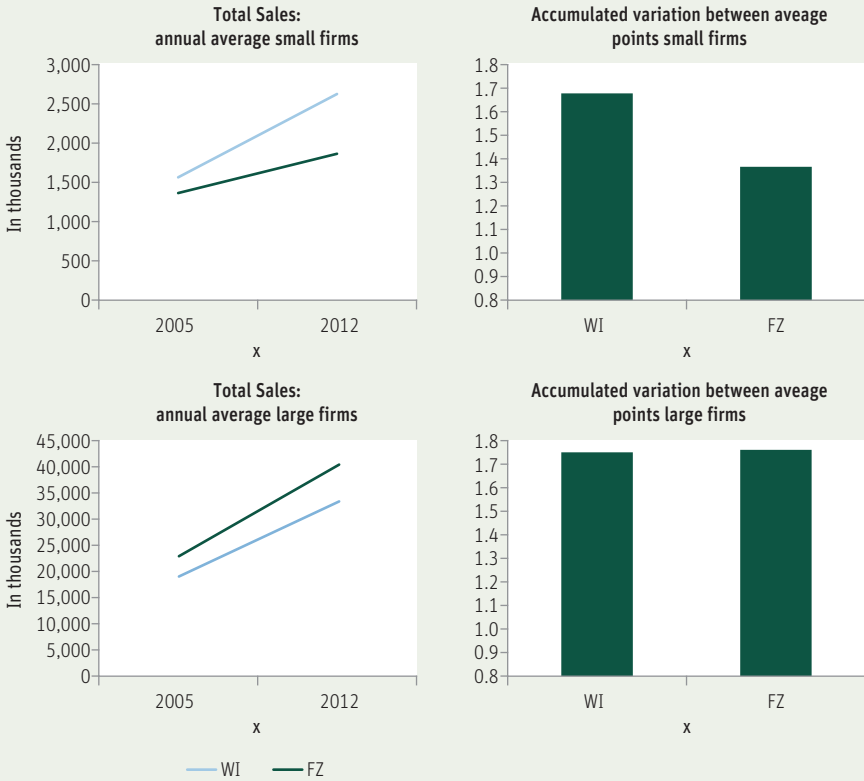 Total Sales:
annual average small firms
In thousands
3,000
2,500
2,000
1,500
1,000
500
0
2005 2012
x
Accumulated variation between aveage
points small firms
1.8
1.7
1.6
1.5
1.4
1.3
1.2
1.1
1.0
0.9
0.8
WI FZ
x
Total Sales:
annual average large firms
In thousands
45,000
40,000
35,000
30,000
25,000
20,000
15,000
10,000
5,000
0
2005 2012
x
Accumulated variation between aveage
points large firms
1.8
1.7
1.6
1.5
1.4
1.3
1.2
1.1
1.0
0.9
0.8
WI FZ
x
WI FZ